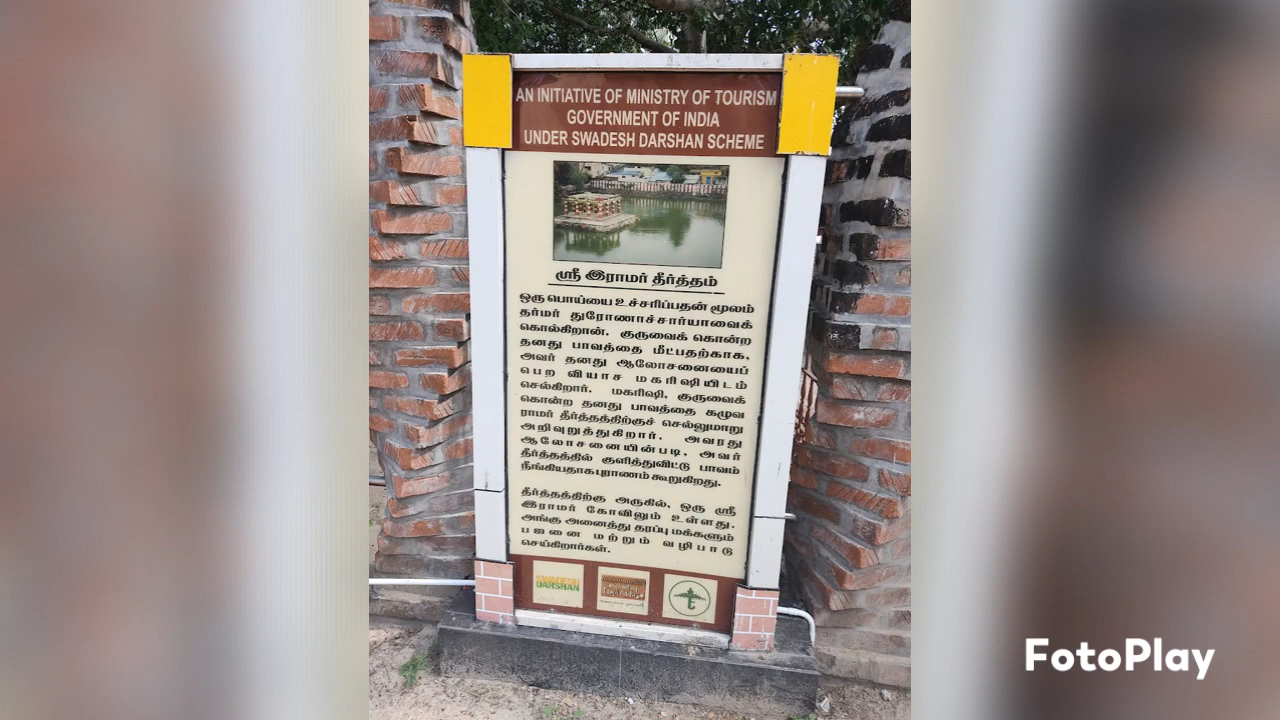 AN INITIATIVE OF MINISTRY OF TOURISM
GOVERNMENT OF INDIA
UNDER SWADESH DARSHAN SCHEME
ஸ்ரீ இராமர் தீர்த்தம்
ஒரு பொய்யை உச்சரிப்பதன் மூலம்
தர்மர் துரோணாச்சார்யாவைக்
கொல்கிறான். குருவைக் கொன்ற
தனது பாவத்தை மீட்பதற்காக,
அவர் தனது ஆலோசனையைப்
பெற வியாச மகரிஷியிடம்
செல்கிறார். மகரிஷி, குருவைக்
கொன்ற தனது பாவத்தை கழுவ
ராமர் தீர்த்தத்திற்குச் செல்லுமாறு
அறிவுறுத்துகிறார். அவரது
ஆலோசனையின்படி, அவர்
தீர்த்தத்தில் குளித்துவிட்டு பாவம்
நீங்கியதாக புராணம் கூறுகிறது.
தீர்த்தத்திற்கு அருகில், ஒரு ஸ்ரீ
இராமர் கோவிலும் உள்ளது.
அங்கு அனைத்து தரப்பு மக்களும்
பஜனை மற்றும் வழிபாடு
செய்கிறார்கள்.
SWADESH
DARSHAN
FotoPlay